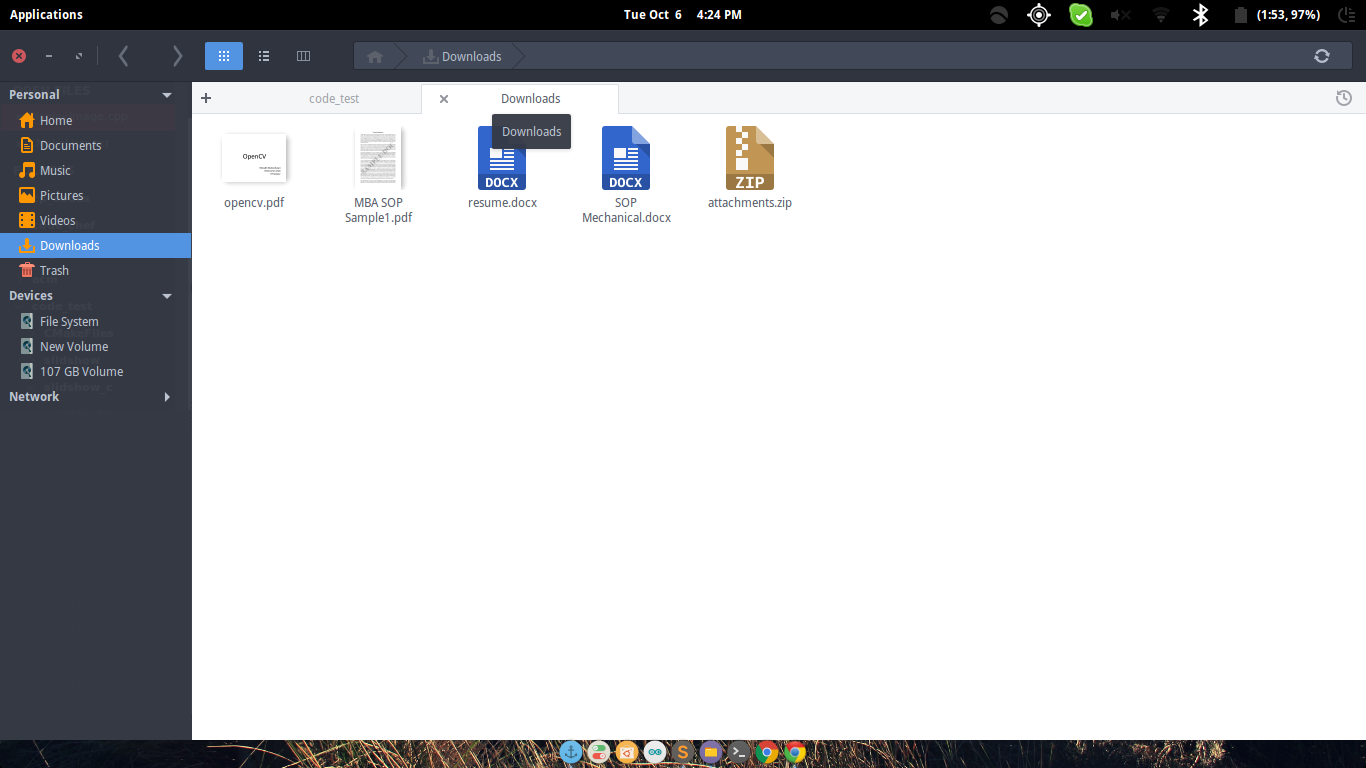 Applications
Tue Oct 6 4:24 PM
(1:53, 97%)
Downloads
Personal
Home
Documents
Music
Pictures
Videos
Downloads
Trash
Devices
File System
New Volume
107 GB Volume
Network
+ code_test
Downloads
Downloads
OpenCV
DOCX
DOCX
ZIP
opencv.pdf
MBA SOP
Sample1.pdf
resume.docx
SOP
Mechanical.docx
attachments.zip